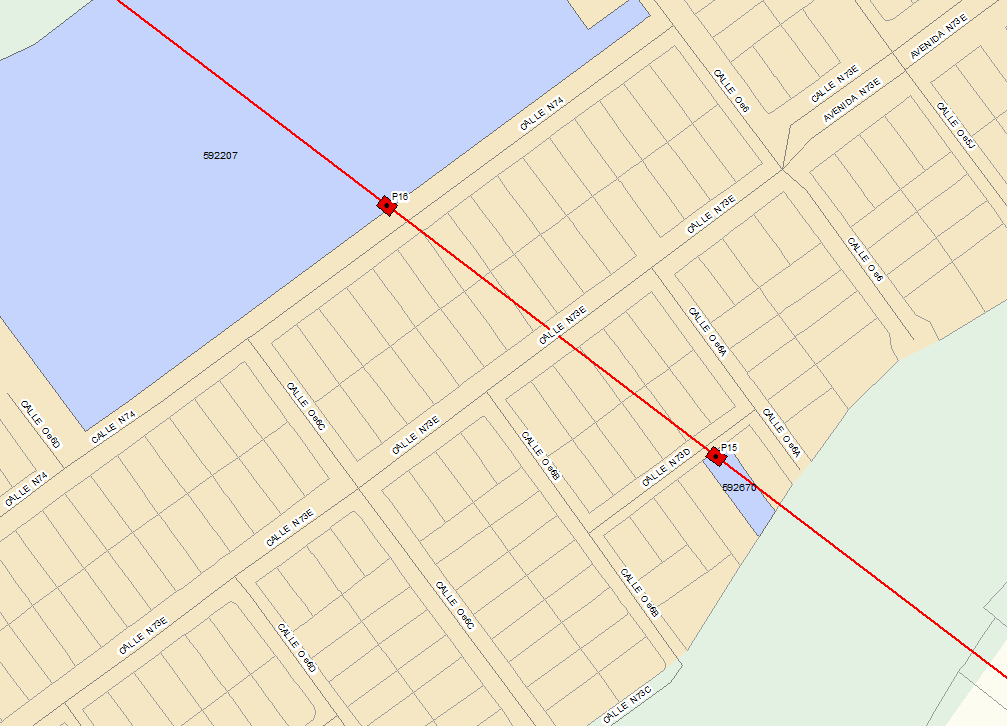 AVENIDA N73E
CALLE N73E
AVENIDA N73E
CALLE Oe6
CALLE N74
CALLE Oe5J
592207
P16
CALLE N73E
CALLE Oe6
CALLE N73E
CALLE Oe6A
CALLE Oe6C
CALLE Oe6D
CALLE N74
CALLE N73E
CALLE Oe6A
P15
CALLE Oe6B
CALLE N73D
592670
CALLE N74
CALLE N73E
CALLE Oe6B
CALLE Oe6C
CALLE N73E
CALLE Oe6D
CALLE N73C